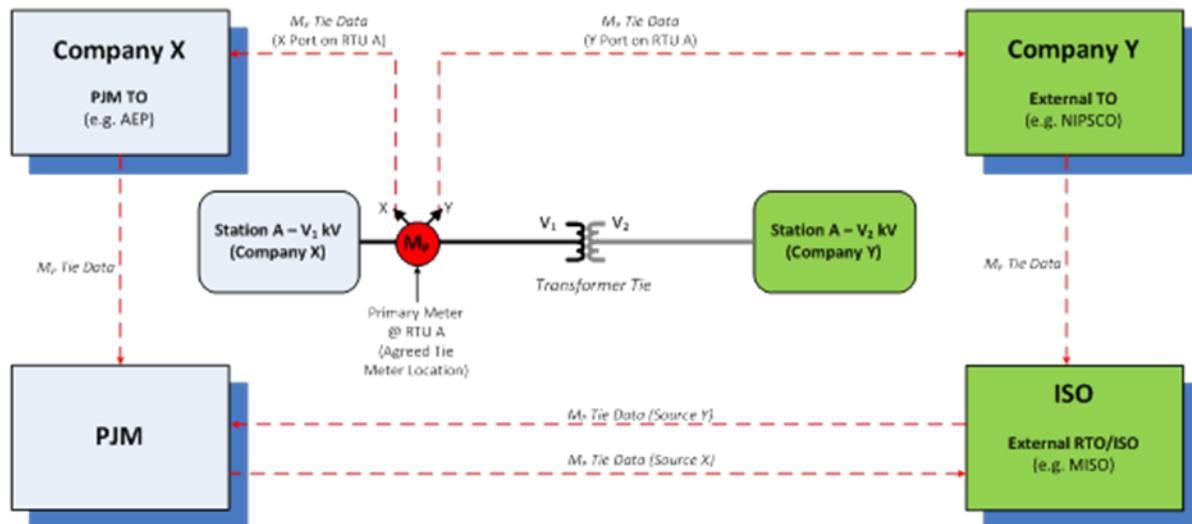 Mₚ Tie Data
(X Port on RTU A)
Mₚ Tie Data
(Y Port on RTU A)
Company X
PJM TO
(e.g. AEP)
Company Y
External TO
(e.g. NIPSCO)
X
Y
Station A – V₁ kV
(Company X)
Mₚ
V₁
V₂
Transformer Tie
Station A – V₂ kV
(Company Y)
Mₚ Tie Data
Mₚ Tie Data
Primary Meter
@ RTU A
(Agreed Tie
Meter Location)
PJM
Mₚ Tie Data (Source Y)
Mₚ Tie Data (Source X)
ISO
External RTO/ISO
(e.g. MISO)